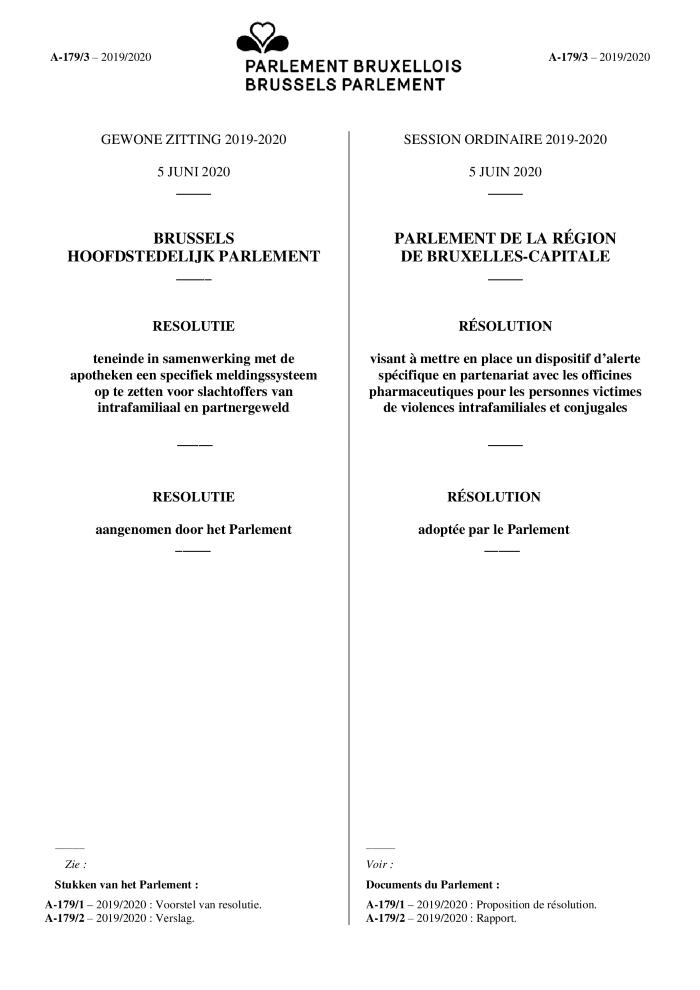 A-179/3 – 2019/2020
PARLEMENT BRUXELLOIS
BRUSSELS PARLEMENT
A-179/3 – 2019/2020
GEWONE ZITTING 2019-2020
5 JUNI 2020
BRUSSELS
HOOFDSTEDELIJK PARLEMENT
RESOLUTIE
teneinde in samenwerking met de
apotheken een specifiek meldingssysteem
op te zetten voor slachtoffers van
intrafamiliaal en partnergeweld
RESOLUTIE
aangenomen door het Parlement
Zie :
Stukken van het Parlement :
A-179/1 – 2019/2020 : Voorstel van resolutie.
A-179/2 – 2019/2020 : Verslag.
SESSION ORDINAIRE 2019-2020
5 JUIN 2020
PARLEMENT DE LA RÉGION
DE BRUXELLES-CAPITALE
RÉSOLUTION
visant à mettre en place un dispositif d’alerte
spécifique en partenariat avec les officines
pharmaceutiques pour les personnes victimes
de violences intrafamiliales et conjugales
RÉSOLUTION
adoptée par le Parlement
Voir :
Documents du Parlement :
A-179/1 – 2019/2020 : Proposition de résolution.
A-179/2 – 2019/2020 : Rapport.